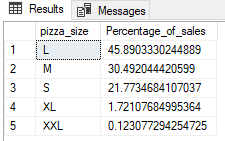 Results Messages
pizza_size Percentage_of_sales
1 L 45.8903330244889
2 M 30.492044420599
3 S 21.7734684107037
4 XL 1.72107684995364
5 XXL 0.123077294254725